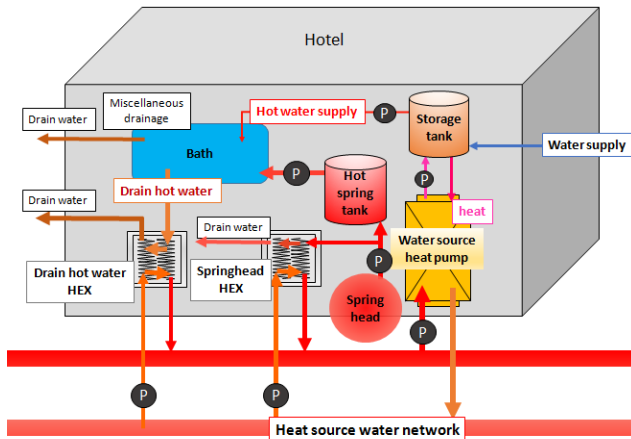 Hotel
Miscellaneous
drainage
Drain water
Hot water supply
P
Storage
tank
Water supply
Bath
P
Hot
spring
tank
P
Drain hot water
Drain water
heat
Drain water
Water source
heat pump
Drain hot water
HEX
Springhead
HEX
P
Spring
head
P
P
P
Heat source water network